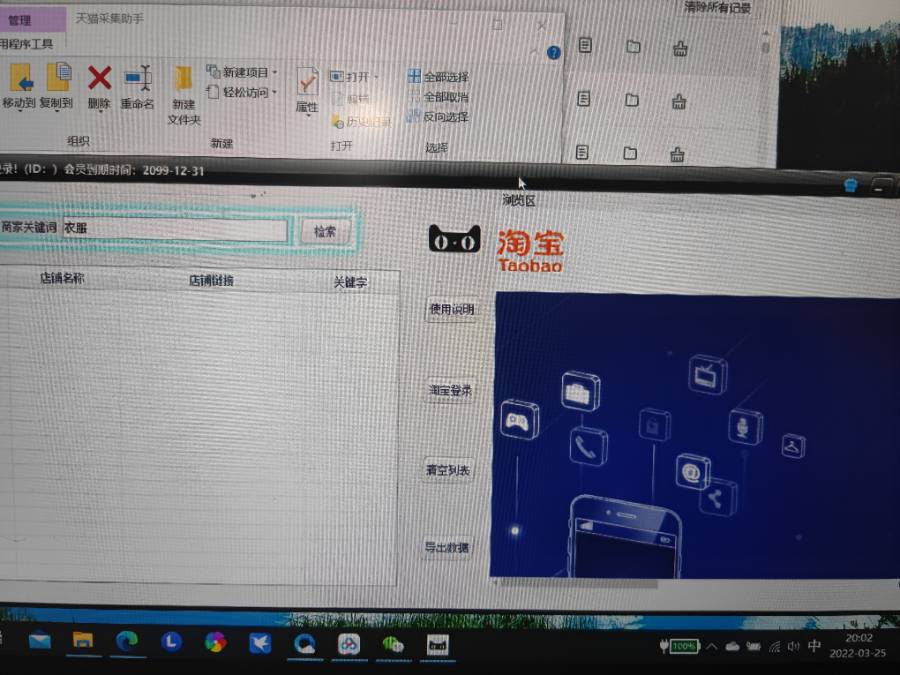 清除所有记录
管理
天猫采集助手
用程序工具
移动到 复制到 删除 重命名
新建
文件夹
新建项目
轻松访问
属性
打开
编辑
历史记录
全部选择
全部取消
反向选择
组织
新建
打开
选择
录!(ID: )会员到期时间: 2099-12-31
浏览区
商家关键词 衣服
检索
淘宝
Taobao
店铺名称 店铺链接 关键字
使用说明
淘宝登录
清空列表
导出数据
100%
中
20:02
2022-03-25